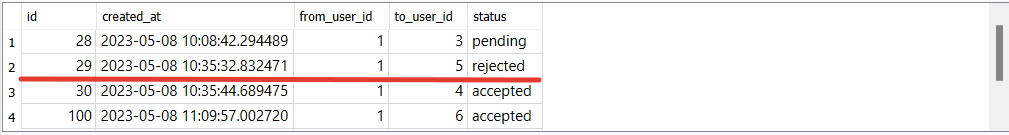 id created_at from_user_id to_user_id status
1 28 2023-05-08 10:08:42.294489 1 3 pending
2 29 2023-05-08 10:35:32.832471 1 5 rejected
3 30 2023-05-08 10:35:44.689475 1 4 accepted
4 100 2023-05-08 11:09:57.002720 1 6 accepted